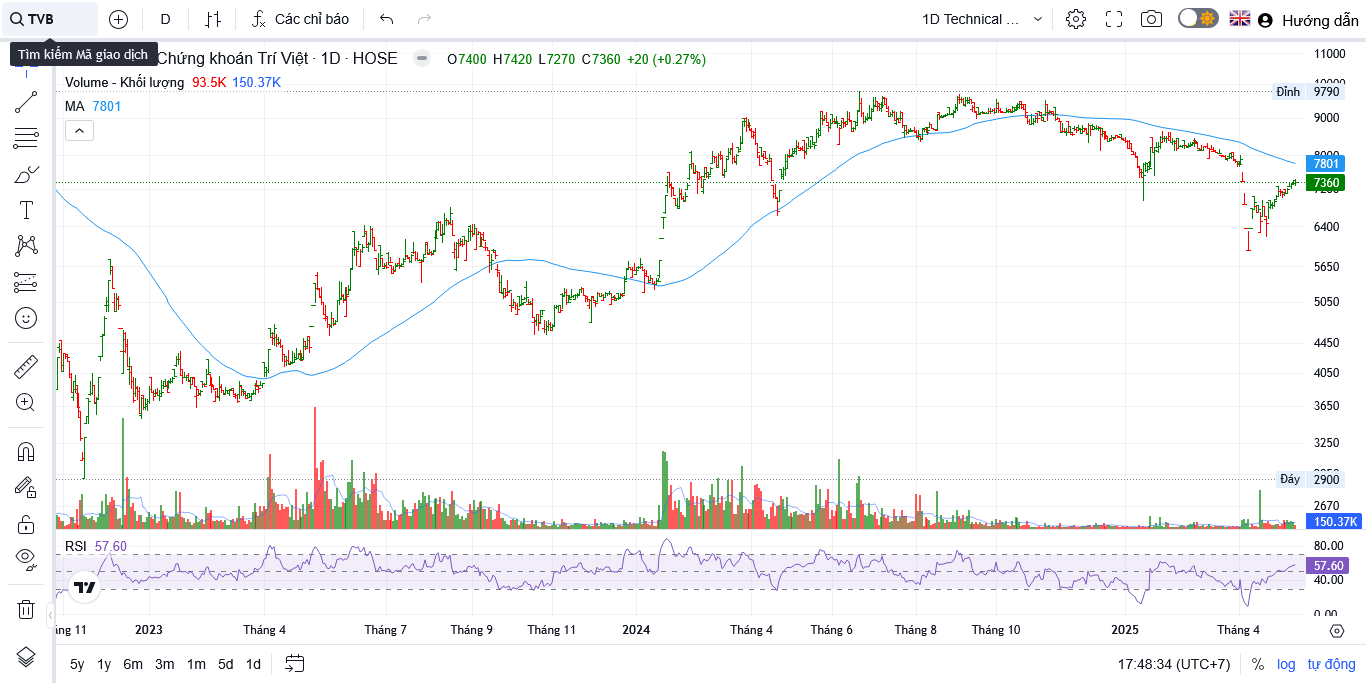 TVB
D
Các chỉ báo
1D Technical ...
Hướng dẫn
Tìm kiếm Mã giao dịch
Chứng khoán Trí Việt · 1D · HOSE
O7400 H7420 L7270 C7360 +20 (+0.27%)
Volume - Khối lượng 93.5K 150.37K
MA 7801
11000
10000
Đỉnh 9790
9000
8000
7801
7360
7200
6400
5650
5050
4450
4050
3650
3250
Đáy 2900
2670
150.37K
RSI 57.60
80.00
57.60
40.00
0.00
ng 11 2023 Tháng 4 Tháng 7 Tháng 9 Tháng 11 2024 Tháng 4 Tháng 6 Tháng 8 Tháng 10 2025 Tháng 4
5y 1y 6m 3m 1m 5d 1d
17:48:34 (UTC+7) % log tự động